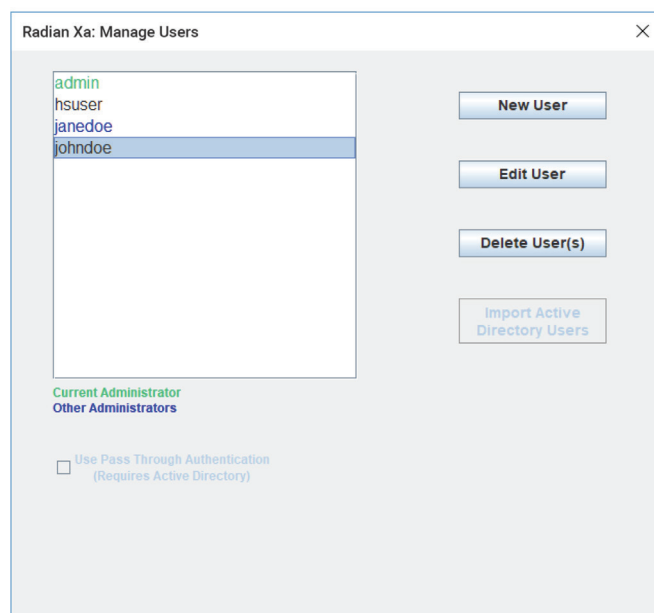 Radian Xa: Manage Users
admin
hsuser
janedoe
johndoe
New User
Edit User
Delete User(s)
Import Active
Directory Users
Current Administrator
Other Administrators
Use Pass Through Authentication
(Requires Active Directory)